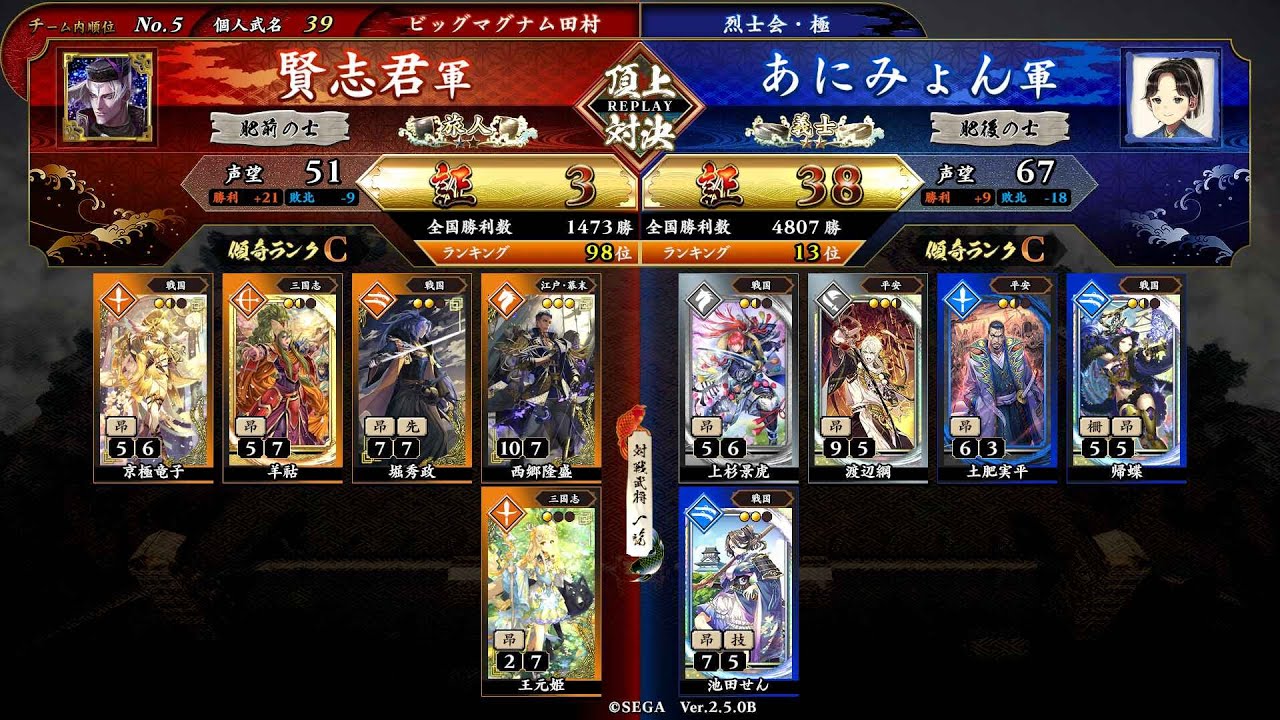 チーム内順位 No.5 個人武名 39 ビッグマグナム田村
烈士会・極
賢志君軍
頂上
REPLAY
対決
あにみょん軍
肥前の士
旅人
義士
肥後の士
声望 51
勝利 +21 敗北 -9
証 3
証 38
声望 67
勝利 +9 敗北 -18
全国勝利数 1473勝
全国勝利数 4807勝
傾奇ランク C
ランキング 98位
ランキング 13位
傾奇ランク C
戦国
昴
5 6
京極竜子
三国志
昴
5 7
羊祜
戦国
昴 先
7 7
堀秀政
江戸・幕末
10 7
西郷隆盛
戦国
昴
5 6
上杉景虎
平安
昴
9 5
渡辺綱
平安
昴
6 3
土肥実平
戦国
柵 昴
5 5
帰蝶
対戦武将一覧
三国志
昴
2 7
王元姫
戦国
昴 技
7 5
池田せん
©SEGA Ver.2.5.0B